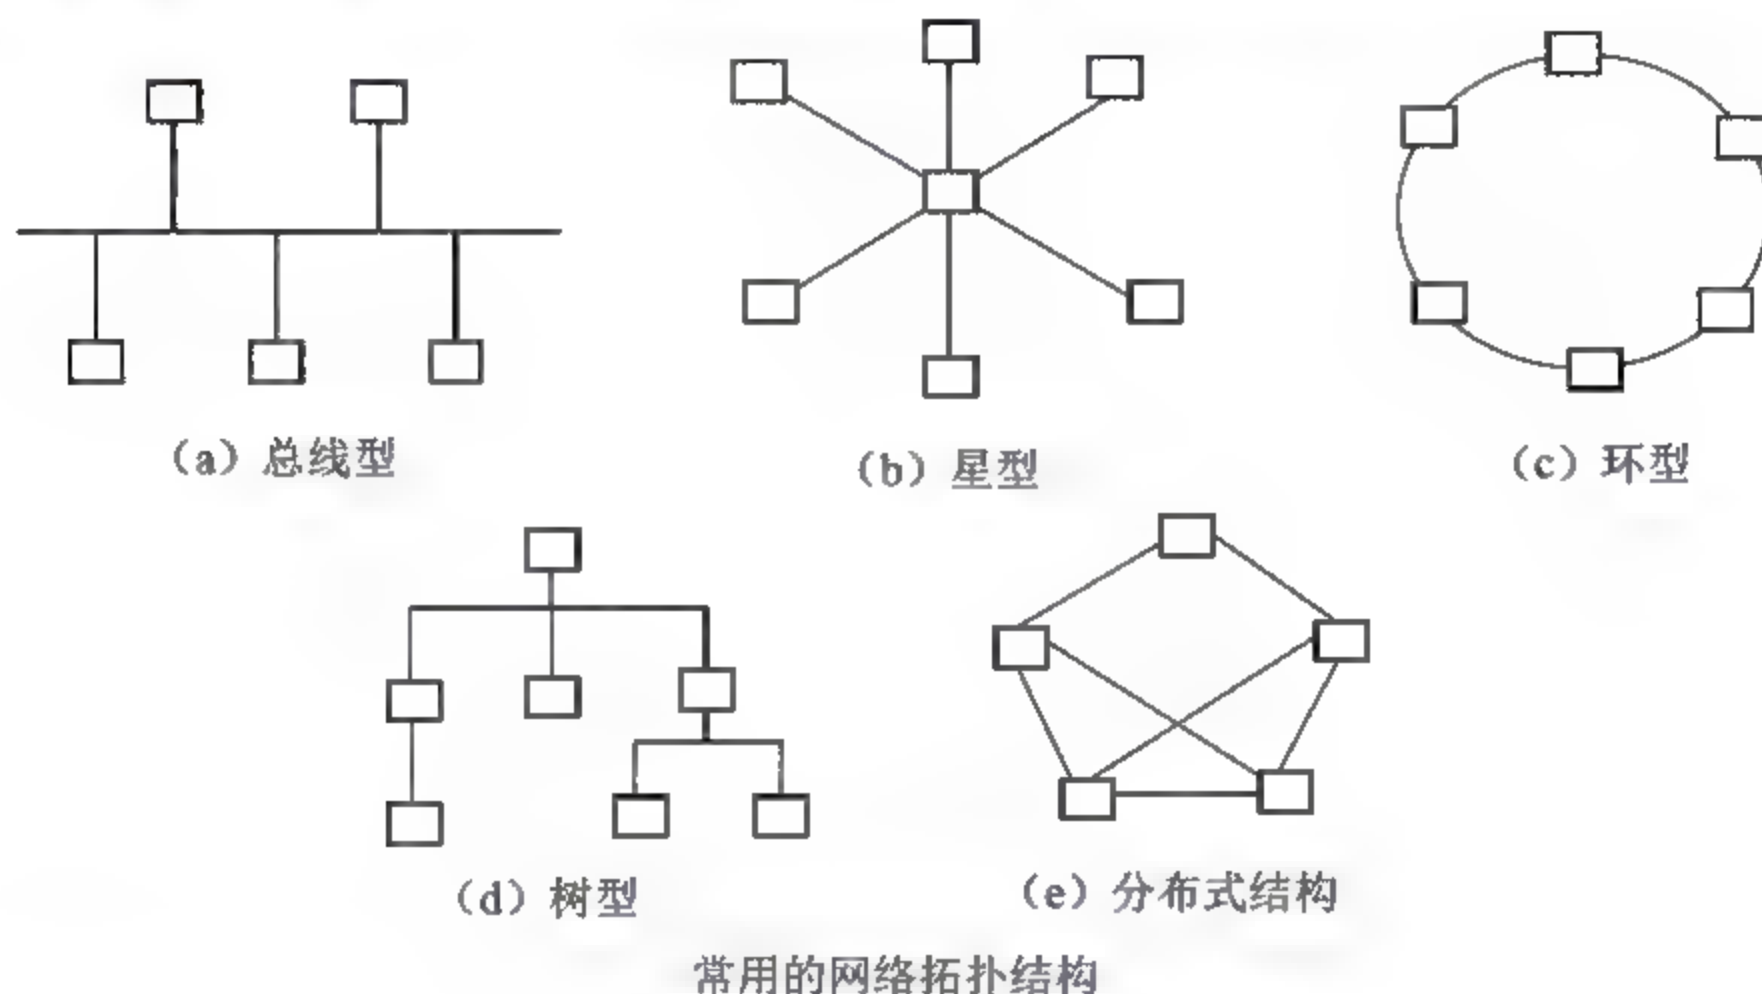 （a）总线型
（b）星型
（c）环型
（d）树型
（e）分布式结构
常用的网络拓扑结构